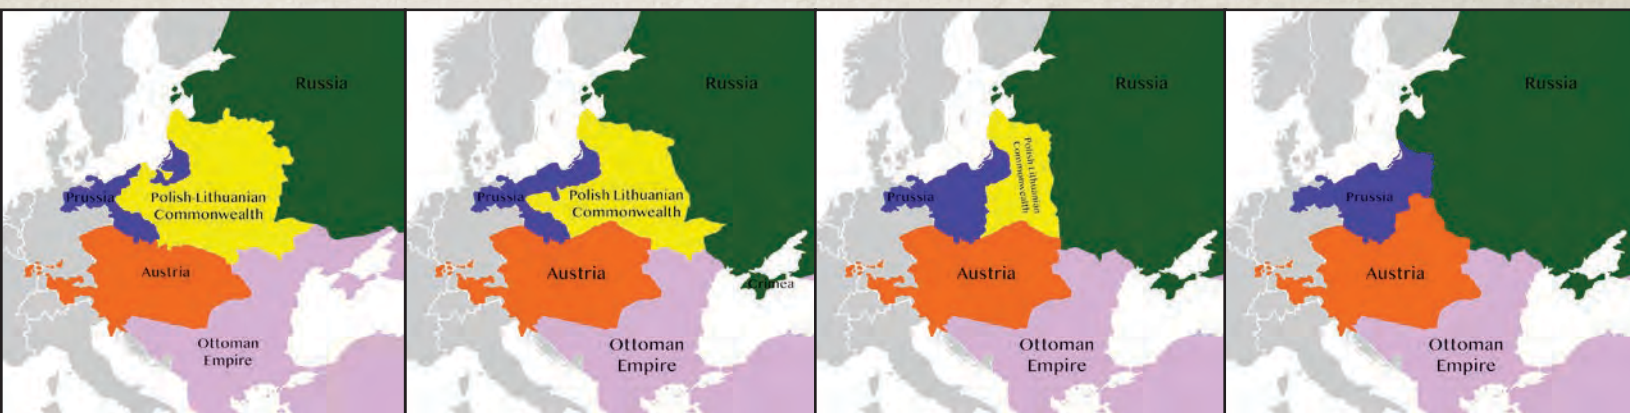 Russia
Prussia
Polish-Lithuanian
Commonwealth
Austria
Ottoman
Empire
Russia
Prussia
Polish Lithuanian
Commonwealth
Austria
Crimea
Ottoman
Empire
Russia
Polish Lithuanian
Commonwealth
Prussia
Austria
Ottoman
Empire
Russia
Prussia
Austria
Ottoman
Empire